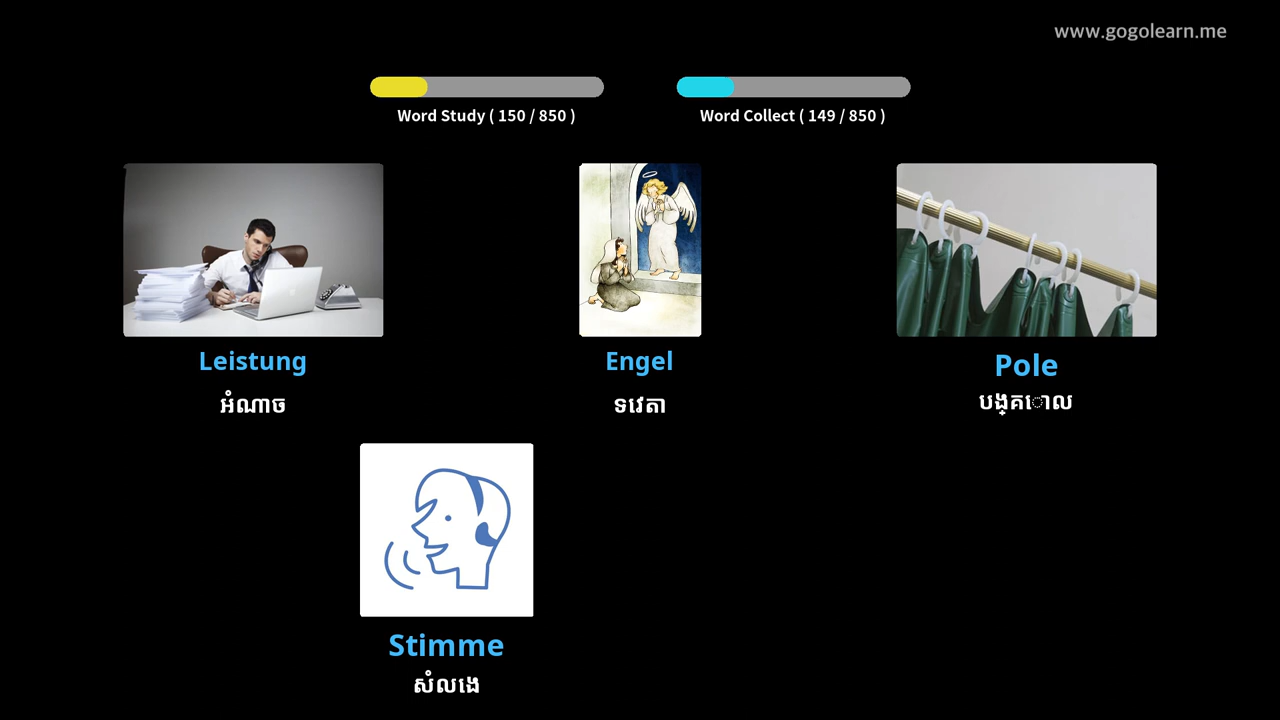 www.gogolearn.me
Word Study ( 150 / 850 )
Word Collect ( 149 / 850 )
Leistung
Engel
Pole
អំណាច
ទវេតា
បង្គោល
Stimme
សំលេង